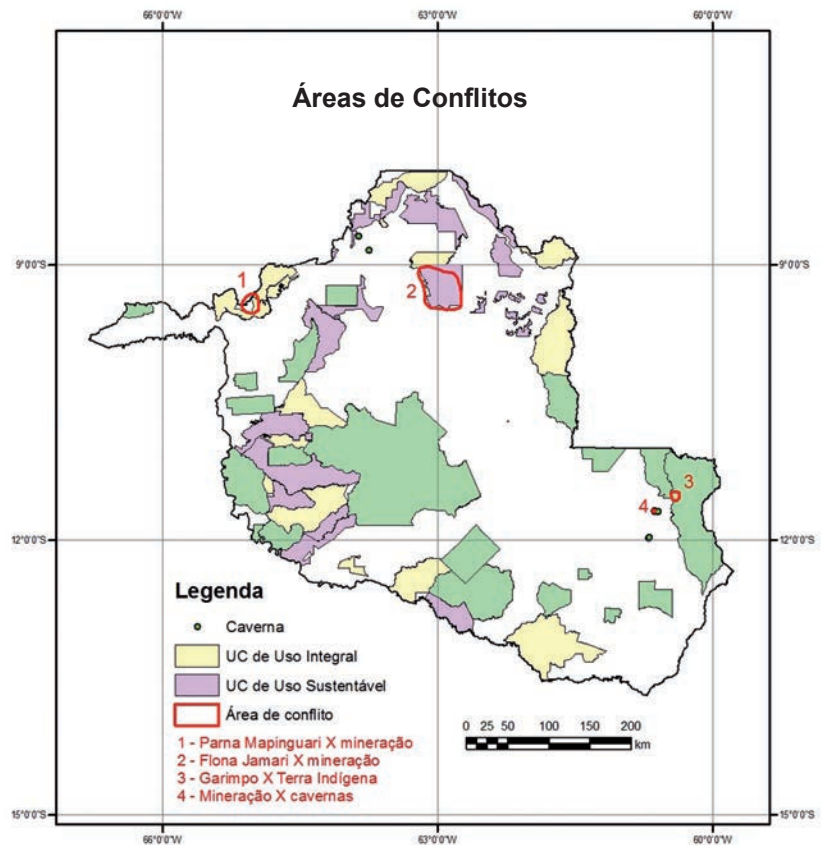 66°0'0"W 63°0'0"W 60°0'0"W
Áreas de Conflitos
9°0'0"S 9°0'0"S
1
2
3
4
12°0'0"S 12°0'0"S
Legenda
Caverna
UC de Uso Integral
UC de Uso Sustentável
Área de conflito
1 - Parna Mapinguari X mineração
2 - Flona Jamari X mineração
3 - Garimpo X Terra Indígena
4 - Mineração X cavernas
0 25 50 100 150 200
km
15°0'0"S 15°0'0"S
66°0'0"W 63°0'0"W 60°0'0"W